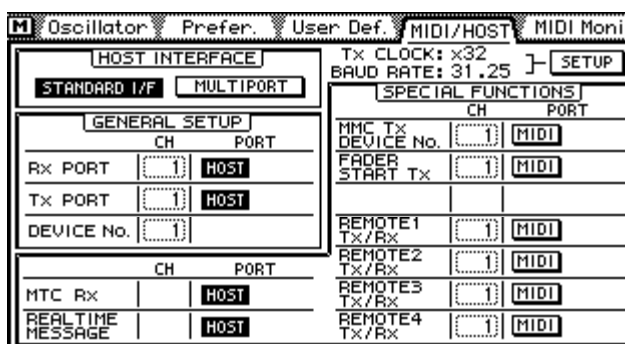 M Oscillator Prefer. User Def. MIDI/HOST MIDI Moni
HOST INTERFACE
STANDARD I/F MULTIPORT
Tx CLOCK: x32
BAUD RATE: 31.25
SETUP
GENERAL SETUP
CH PORT
Rx PORT 1 HOST
Tx PORT 1 HOST
DEVICE No. 1
CH PORT
MTC Rx HOST
REALTIME MESSAGE HOST
SPECIAL FUNCTIONS
CH PORT
MMC Tx DEVICE No. 1 MIDI
FADER START Tx 1 MIDI
REMOTE1 Tx/Rx 1 MIDI
REMOTE2 Tx/Rx 1 MIDI
REMOTE3 Tx/Rx 1 MIDI
REMOTE4 Tx/Rx 1 MIDI